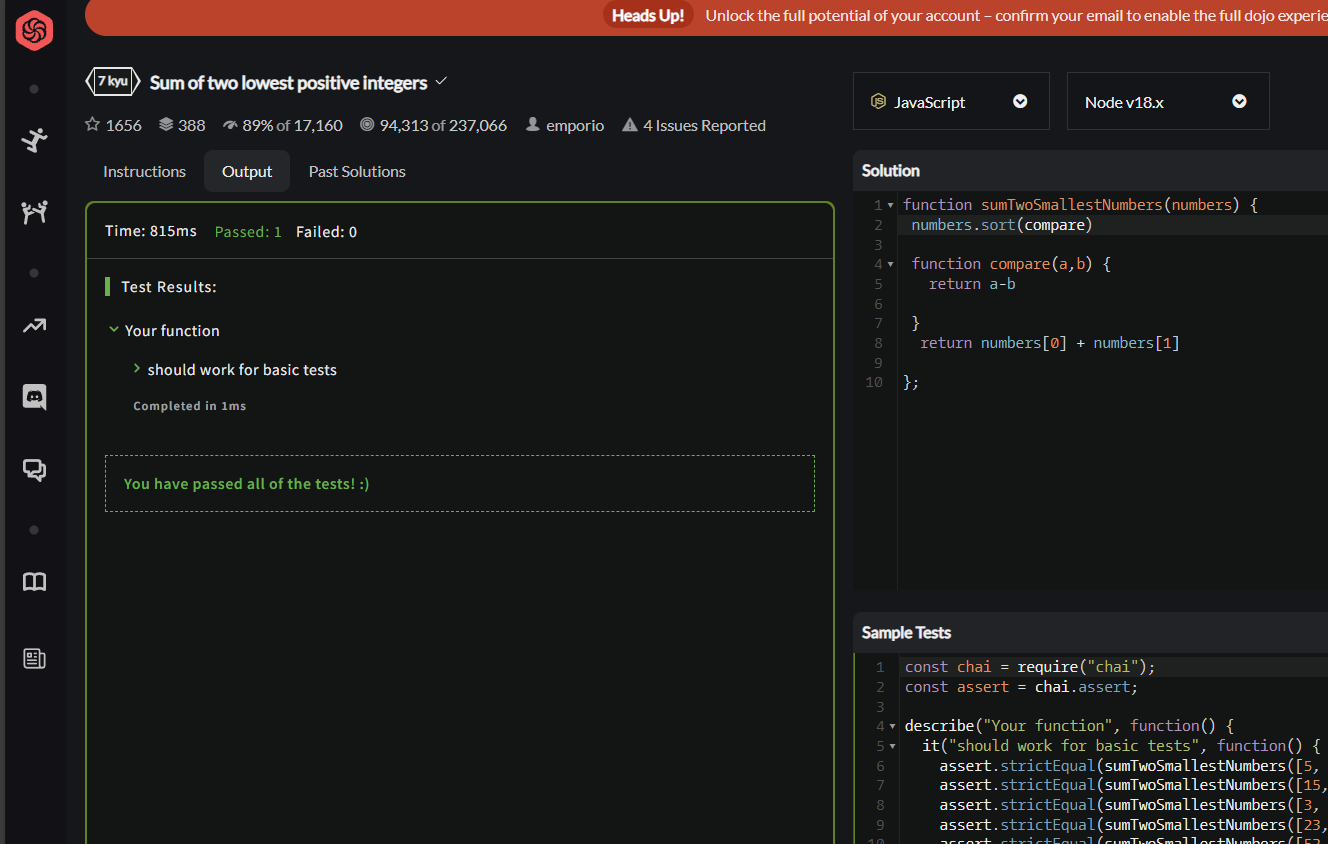 Heads Up! Unlock the full potential of your account – confirm your email to enable the full dojo
7 kyu Sum of two lowest positive integers
1656 388 89% of 17,160 94,313 of 237,066 emporio 4 Issues Reported
Instructions Output Past Solutions
Time: 815ms Passed: 1 Failed: 0
Test Results:
Your function
should work for basic tests
Completed in 1ms
You have passed all of the tests! :)
JavaScript
Node v18.x
Solution
1 function sumTwoSmallestNumbers(numbers) {
2 numbers.sort(compare)
3
4 function compare(a,b) {
5 return a-b
6
7 }
8 return numbers[0] + numbers[1]
9
10 };
Sample Tests
1 const chai = require("chai");
2 const assert = chai.assert;
3
4 describe("Your function", function() {
5 it("should work for basic tests", function() {
6 assert.strictEqual(sumTwoSmallestNumbers([5,
7 assert.strictEqual(sumTwoSmallestNumbers([15,
8 assert.strictEqual(sumTwoSmallestNumbers([3,
9 assert.strictEqual(sumTwoSmallestNumbers([23,